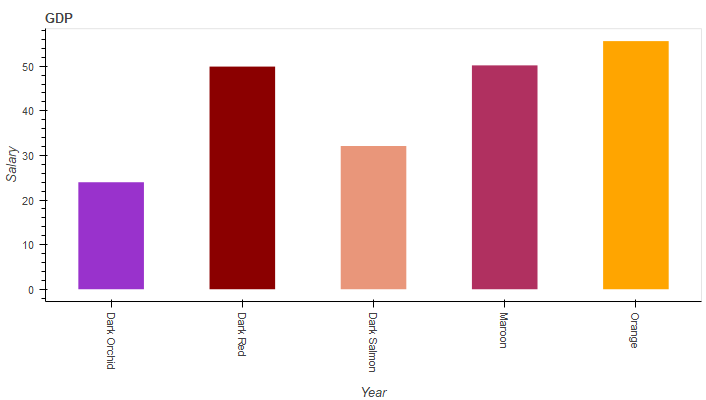 GDP
Salary
50
40
30
20
10
0
Dark Orchid
Dark Red
Dark Salmon
Maroon
Orange
Year